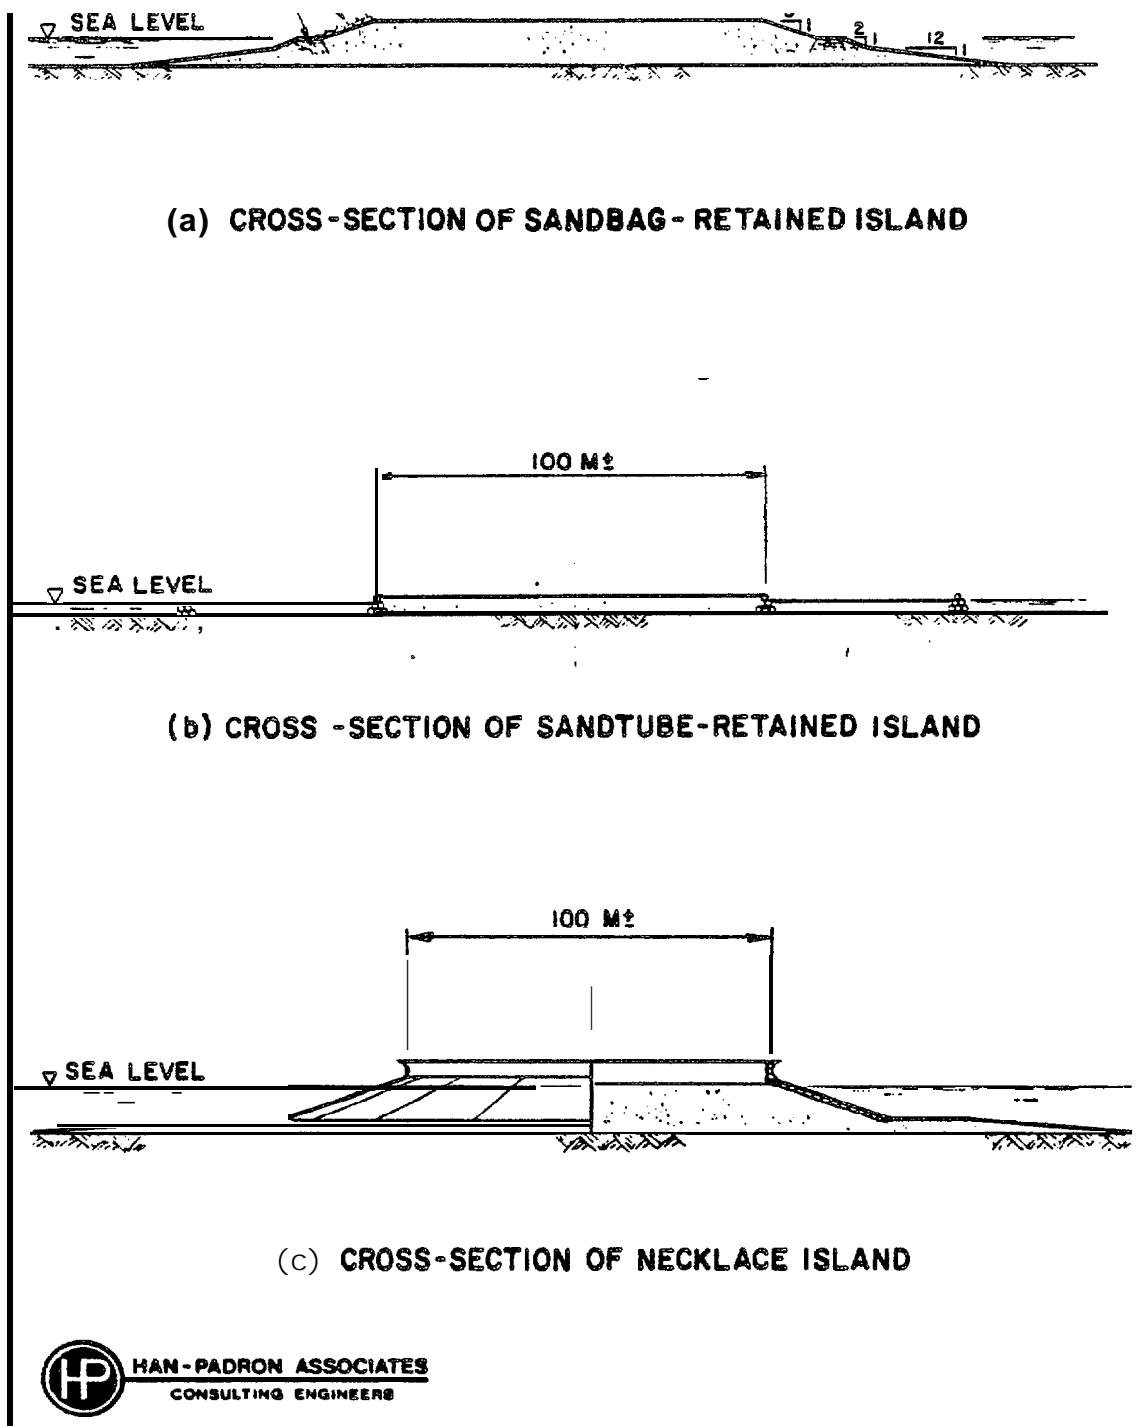 SEA LEVEL
1 2 1 12 1
(a) CROSS-SECTION OF SANDBAG-RETAINED ISLAND
100 M±
SEA LEVEL
(b) CROSS-SECTION OF SANDTUBE-RETAINED ISLAND
100 M±
SEA LEVEL
(c) CROSS-SECTION OF NECKLACE ISLAND
HP HAN-PADRON ASSOCIATES
CONSULTING ENGINEERS